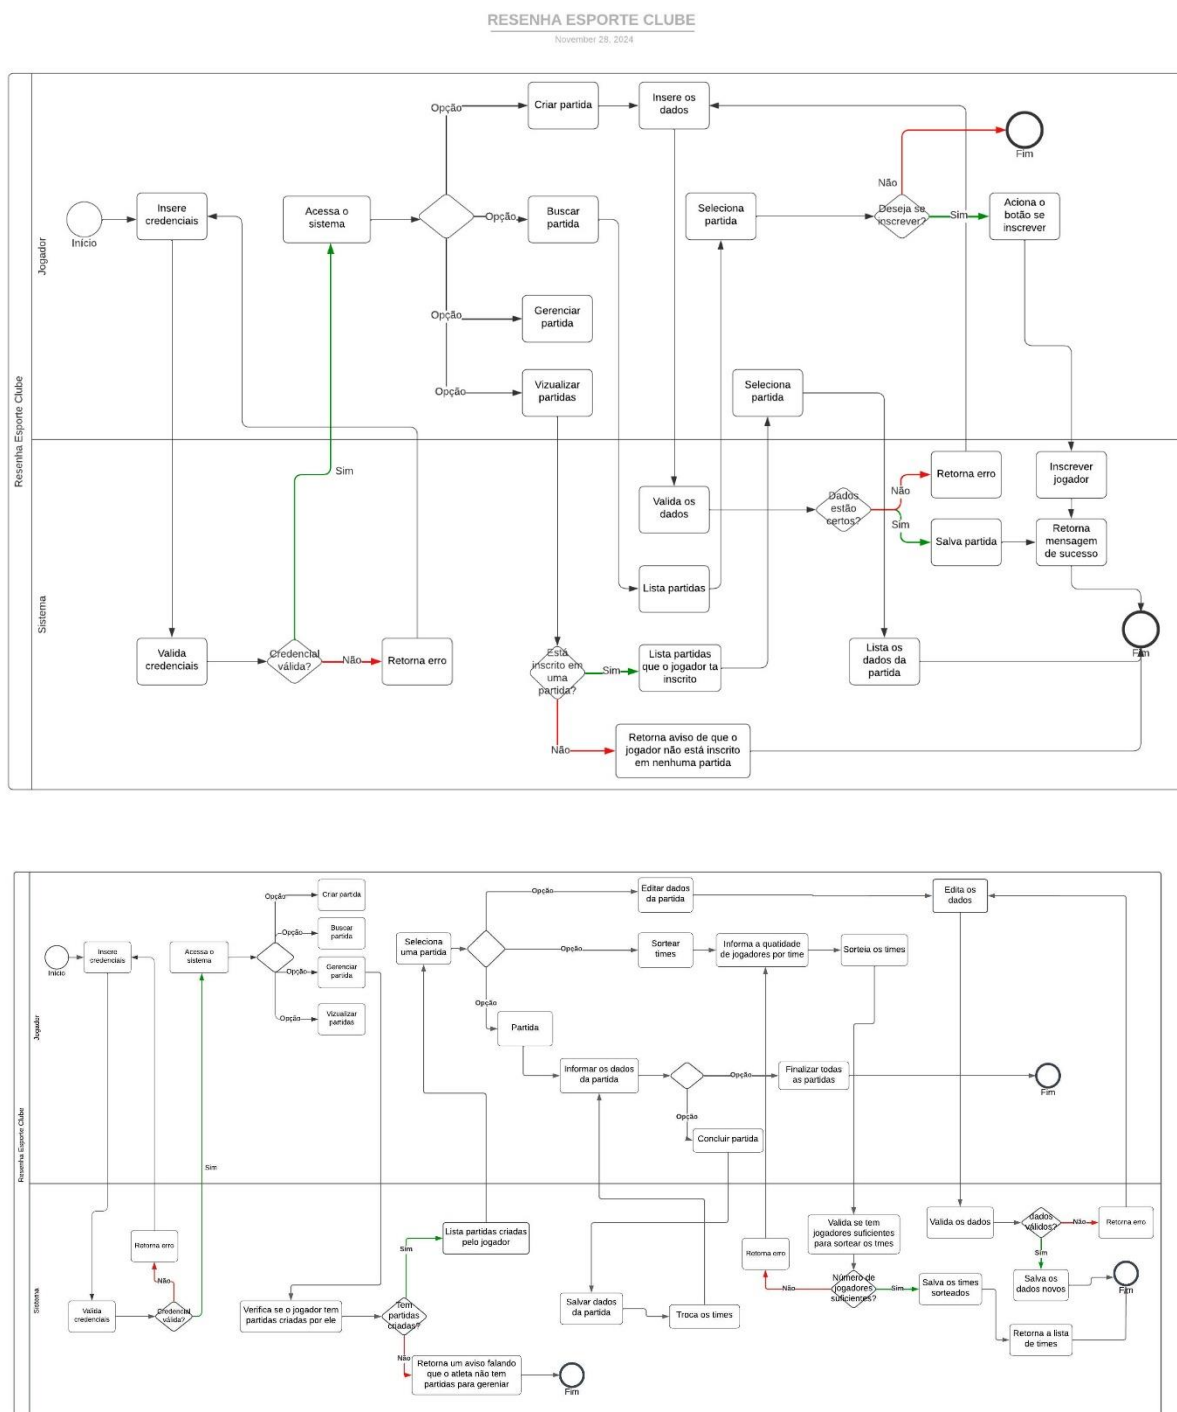 RESENHA ESPORTE CLUBE
November 28, 2024
Resenha Esporte Clube
Jogador
Sistema
Início
Insere
credenciais
Acessa o
sistema
Opção
Criar partida
Insere os
dados
Opção
Buscar
partida
Opção
Gerenciar
partida
Opção
Vizualizar
partidas
Seleciona
partida
Deseja se
inscrever?
Não
Fim
Sim
Aciona o
botão se
inscrever
Seleciona
partida
Sim
Valida
credenciais
Credencial
válida?
Não
Retorna erro
Valida os
dados
Dados
estão
certos?
Não
Retorna erro
Sim
Salva partida
Inscrever
jogador
Retorna
mensagem
de sucesso
Lista partidas
Está
inscrito em
uma
partida?
Sim
Lista partidas
que o jogador ta
inscrito
Lista os
dados da
partida
Fim
Não
Retorna aviso de que o
jogador não está inscrito
em nenhuma partida
Resenha Esporte Clube
Jogador
Sistema
Início
Insere
credenciais
Acessa o
sistema
Opção
Criar partida
Opção
Buscar
partida
Opção
Gerenciar
partida
Opção
Vizualizar
partidas
Seleciona
uma partida
Opção
Editar dados
da partida
Edita os
dados
Opção
Sortear
times
Informa a quatidade
de jogadores por time
Sorteia os times
Opção
Partida
Informar os dados
da partida
Opção
Finalizar todas
as partidas
Fim
Opção
Concluir partida
Sim
Retorna erro
Não
Valida
credenciais
Credencial
válida?
Verifica se o jogador tem
partidas criadas por ele
Tem
partidas
criadas?
Sim
Lista partidas criadas
pelo jogador
Não
Retorna um aviso falando
que o atleta não tem
partidas para gereniar
Fim
Salvar dados
da partida
Troca os times
Retorna erro
Não
Valida se tem
jogadores suficientes
para sortear os tmes
Número de
jogadores
suficientes?
Sim
Salva os times
sorteados
Retorna a lista
de times
Valida os dados
dados
válidos?
Não
Retorna erro
Sim
Salva os
dados novos
Fim